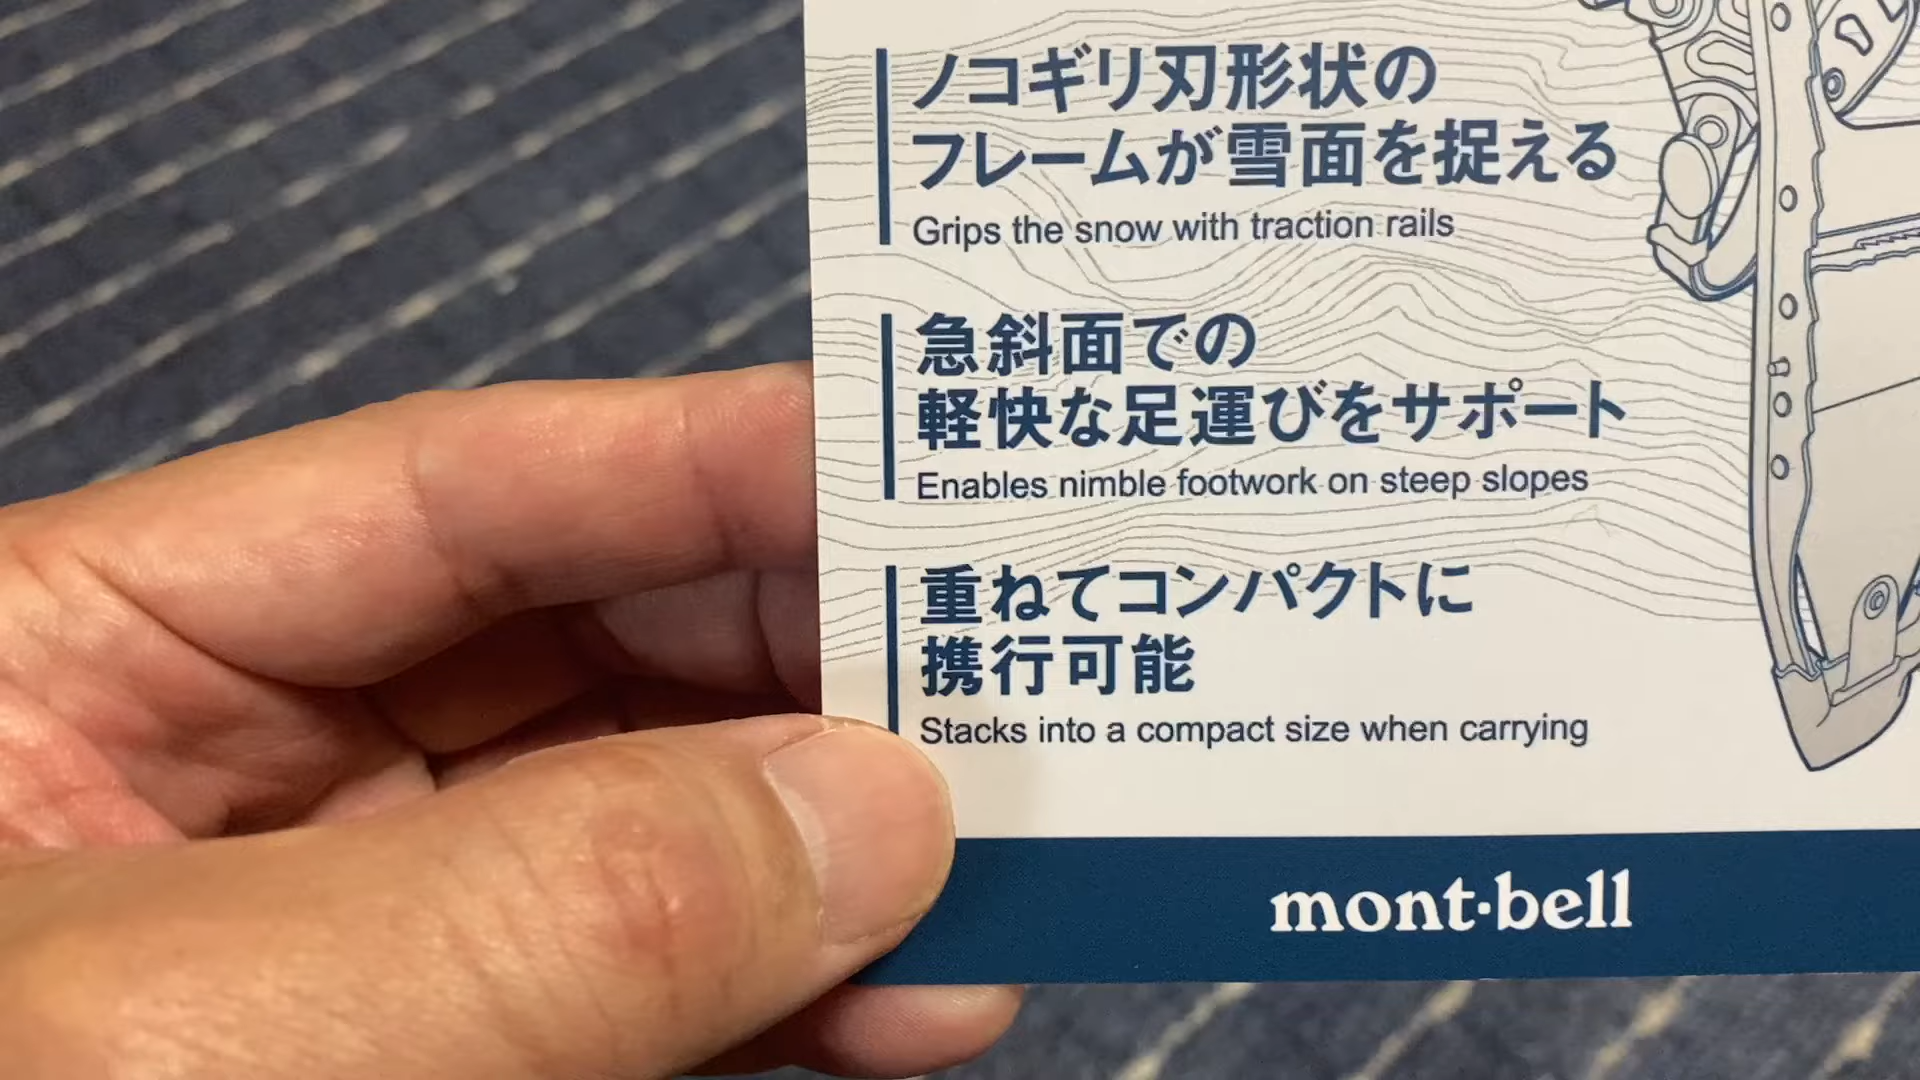 ノコギリ刃形状の
フレームが雪面を捉える
Grips the snow with traction rails
急斜面での
軽快な足運びをサポート
Enables nimble footwork on steep slopes
重ねてコンパクトに
携行可能
Stacks into a compact size when carrying
mont·bell